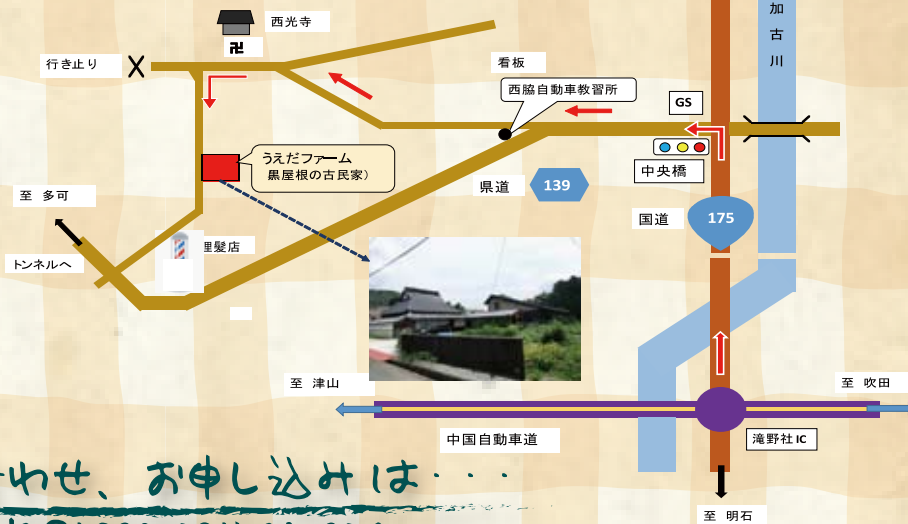 加古川
西光寺
卍
行き止り
看板
西脇自動車教習所
GS
中央橋
うえだファーム
黒屋根の古民家）
県道
139
国道
175
至 多可
理髪店
トンネルへ
至 津山
至 吹田
中国自動車道
滝野社IC
わせ、お申し込みは・・・
至 明石